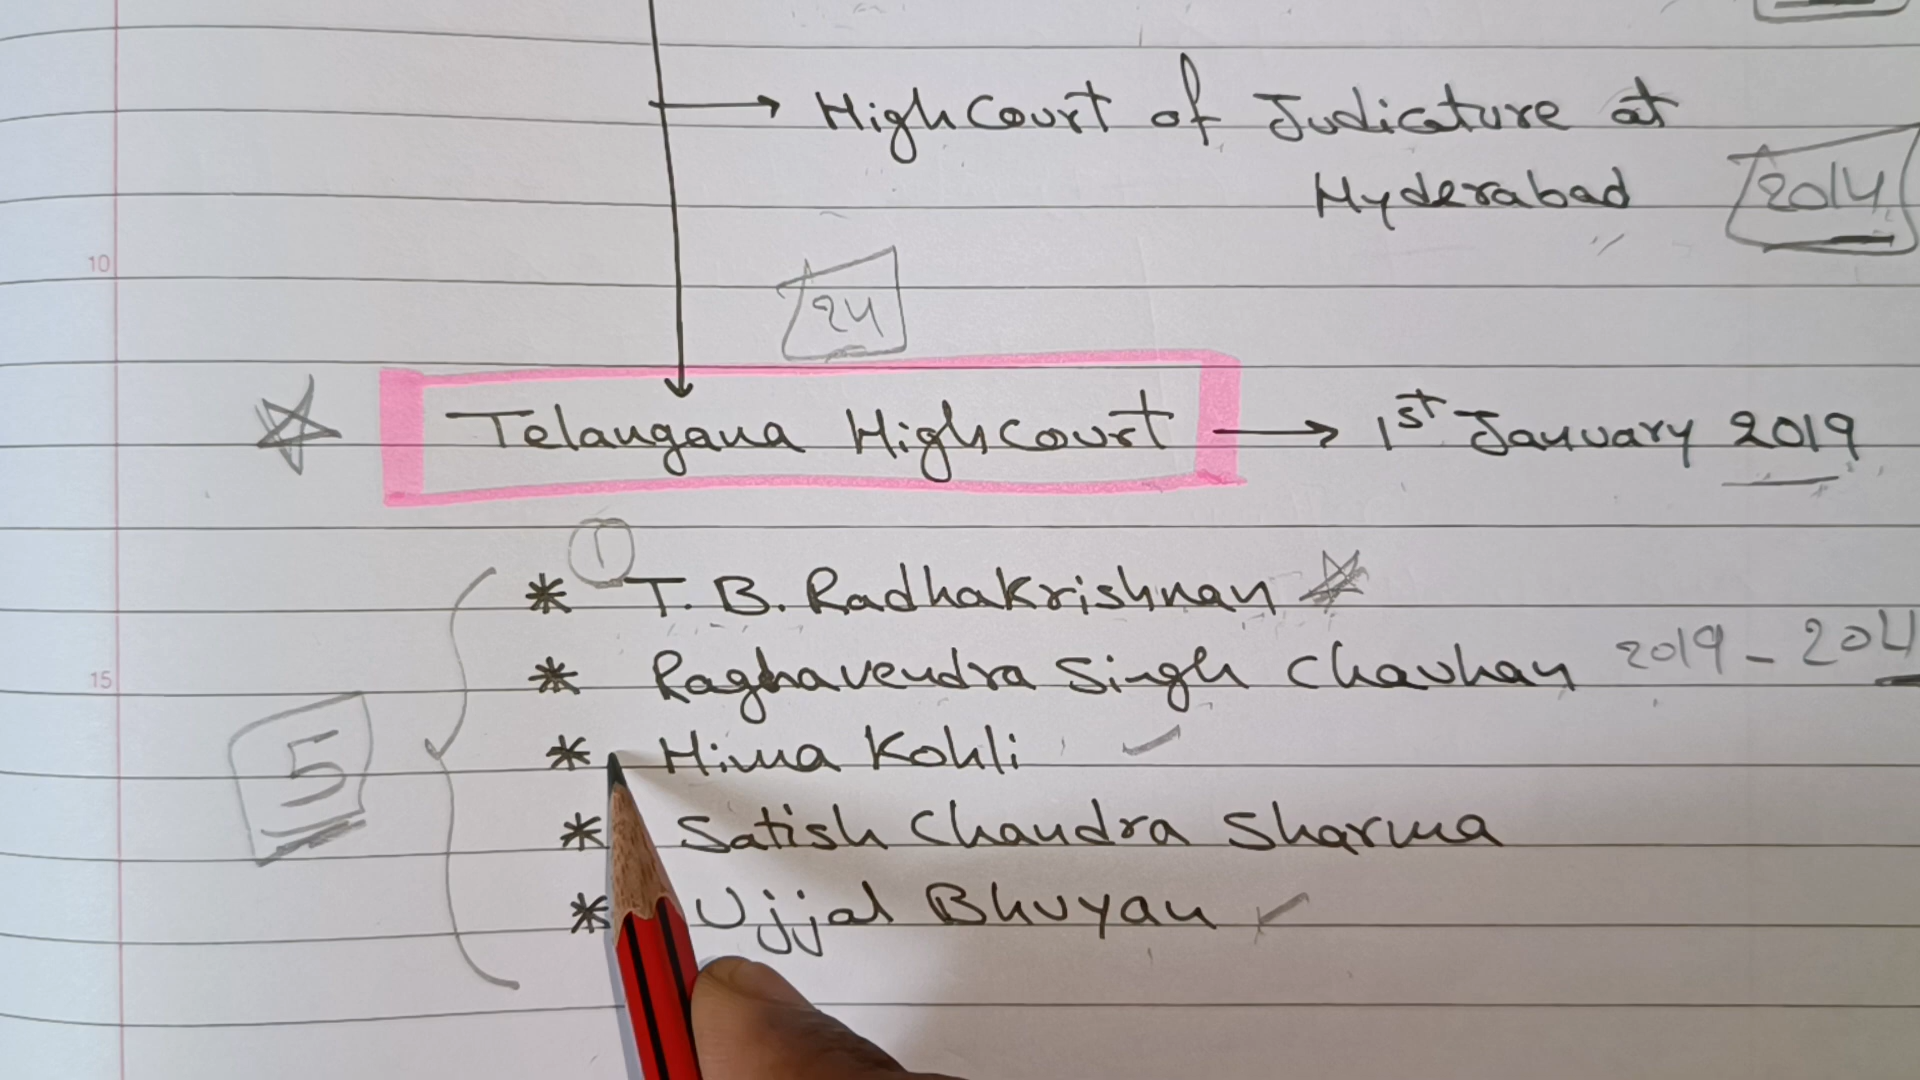 High Court of Judicature at
Hyderabad 2014
10
24
Telangana High Court → 1st January 2019
1
* T. B. Radhakrishnan
15
* Raghavendra Singh Chauhan 2019 -
5
* Hima Kohli
* Satish Chandra Sharma
* Ujjal Bhuyan